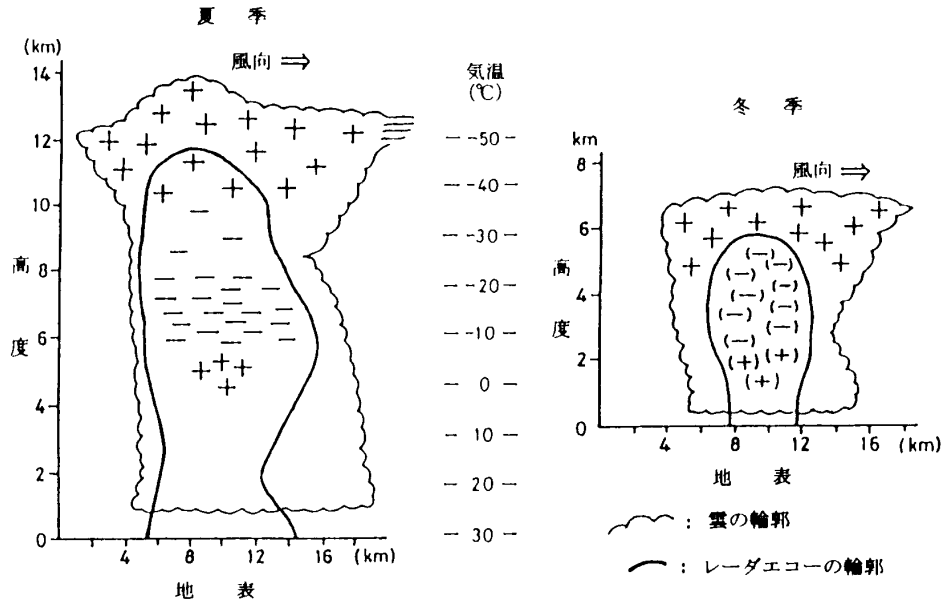 夏 季
(km)
風向 ⇒
14
12
10
8
6
4
2
0
高
度
4 8 12 16 (km)
地 表
気温
(℃)
-50
-40
-30
-20
-10
0
10
20
30
冬 季
km
風向 ⇒
8
6
4
2
0
高
度
4 8 12 16 (km)
地 表
: 雲の輪郭
: レーダエコーの輪郭